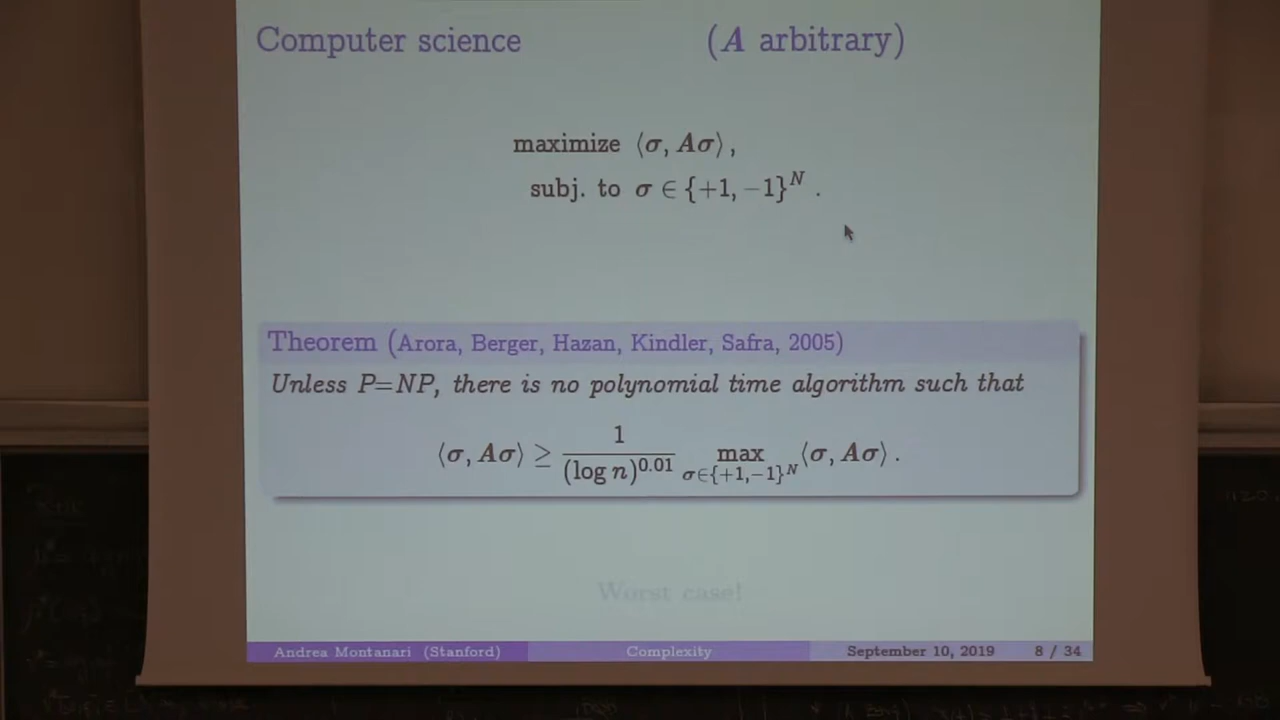 Computer science (A arbitrary)
maximize ⟨σ, Aσ⟩,
subj. to σ ∈ {+1, −1}^N .
Theorem (Arora, Berger, Hazan, Kindler, Safra, 2005)
Unless P=NP, there is no polynomial time algorithm such that
⟨σ, Aσ⟩ ≥ 1/(log n)^0.01 max_{σ∈{+1,−1}^N} ⟨σ, Aσ⟩ .
Worst case!
Andrea Montanari (Stanford) Complexity September 10, 2019 8 / 34